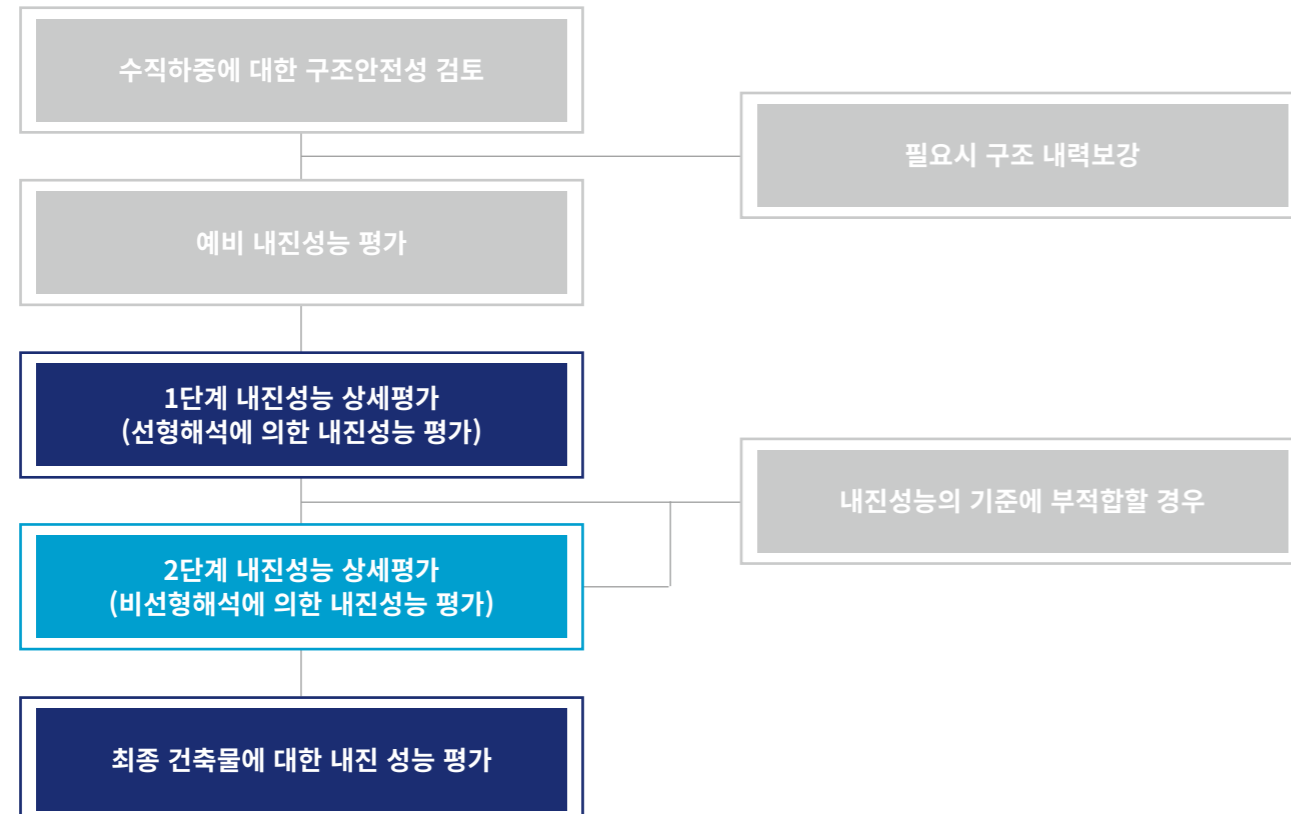 수직하중에 대한 구조안전성 검토
필요시 구조 내력보강
예비 내진성능 평가
1단계 내진성능 상세평가
(선형해석에 의한 내진성능 평가)
내진성능의 기준에 부적합할 경우
2단계 내진성능 상세평가
(비선형해석에 의한 내진성능 평가)
최종 건축물에 대한 내진 성능 평가